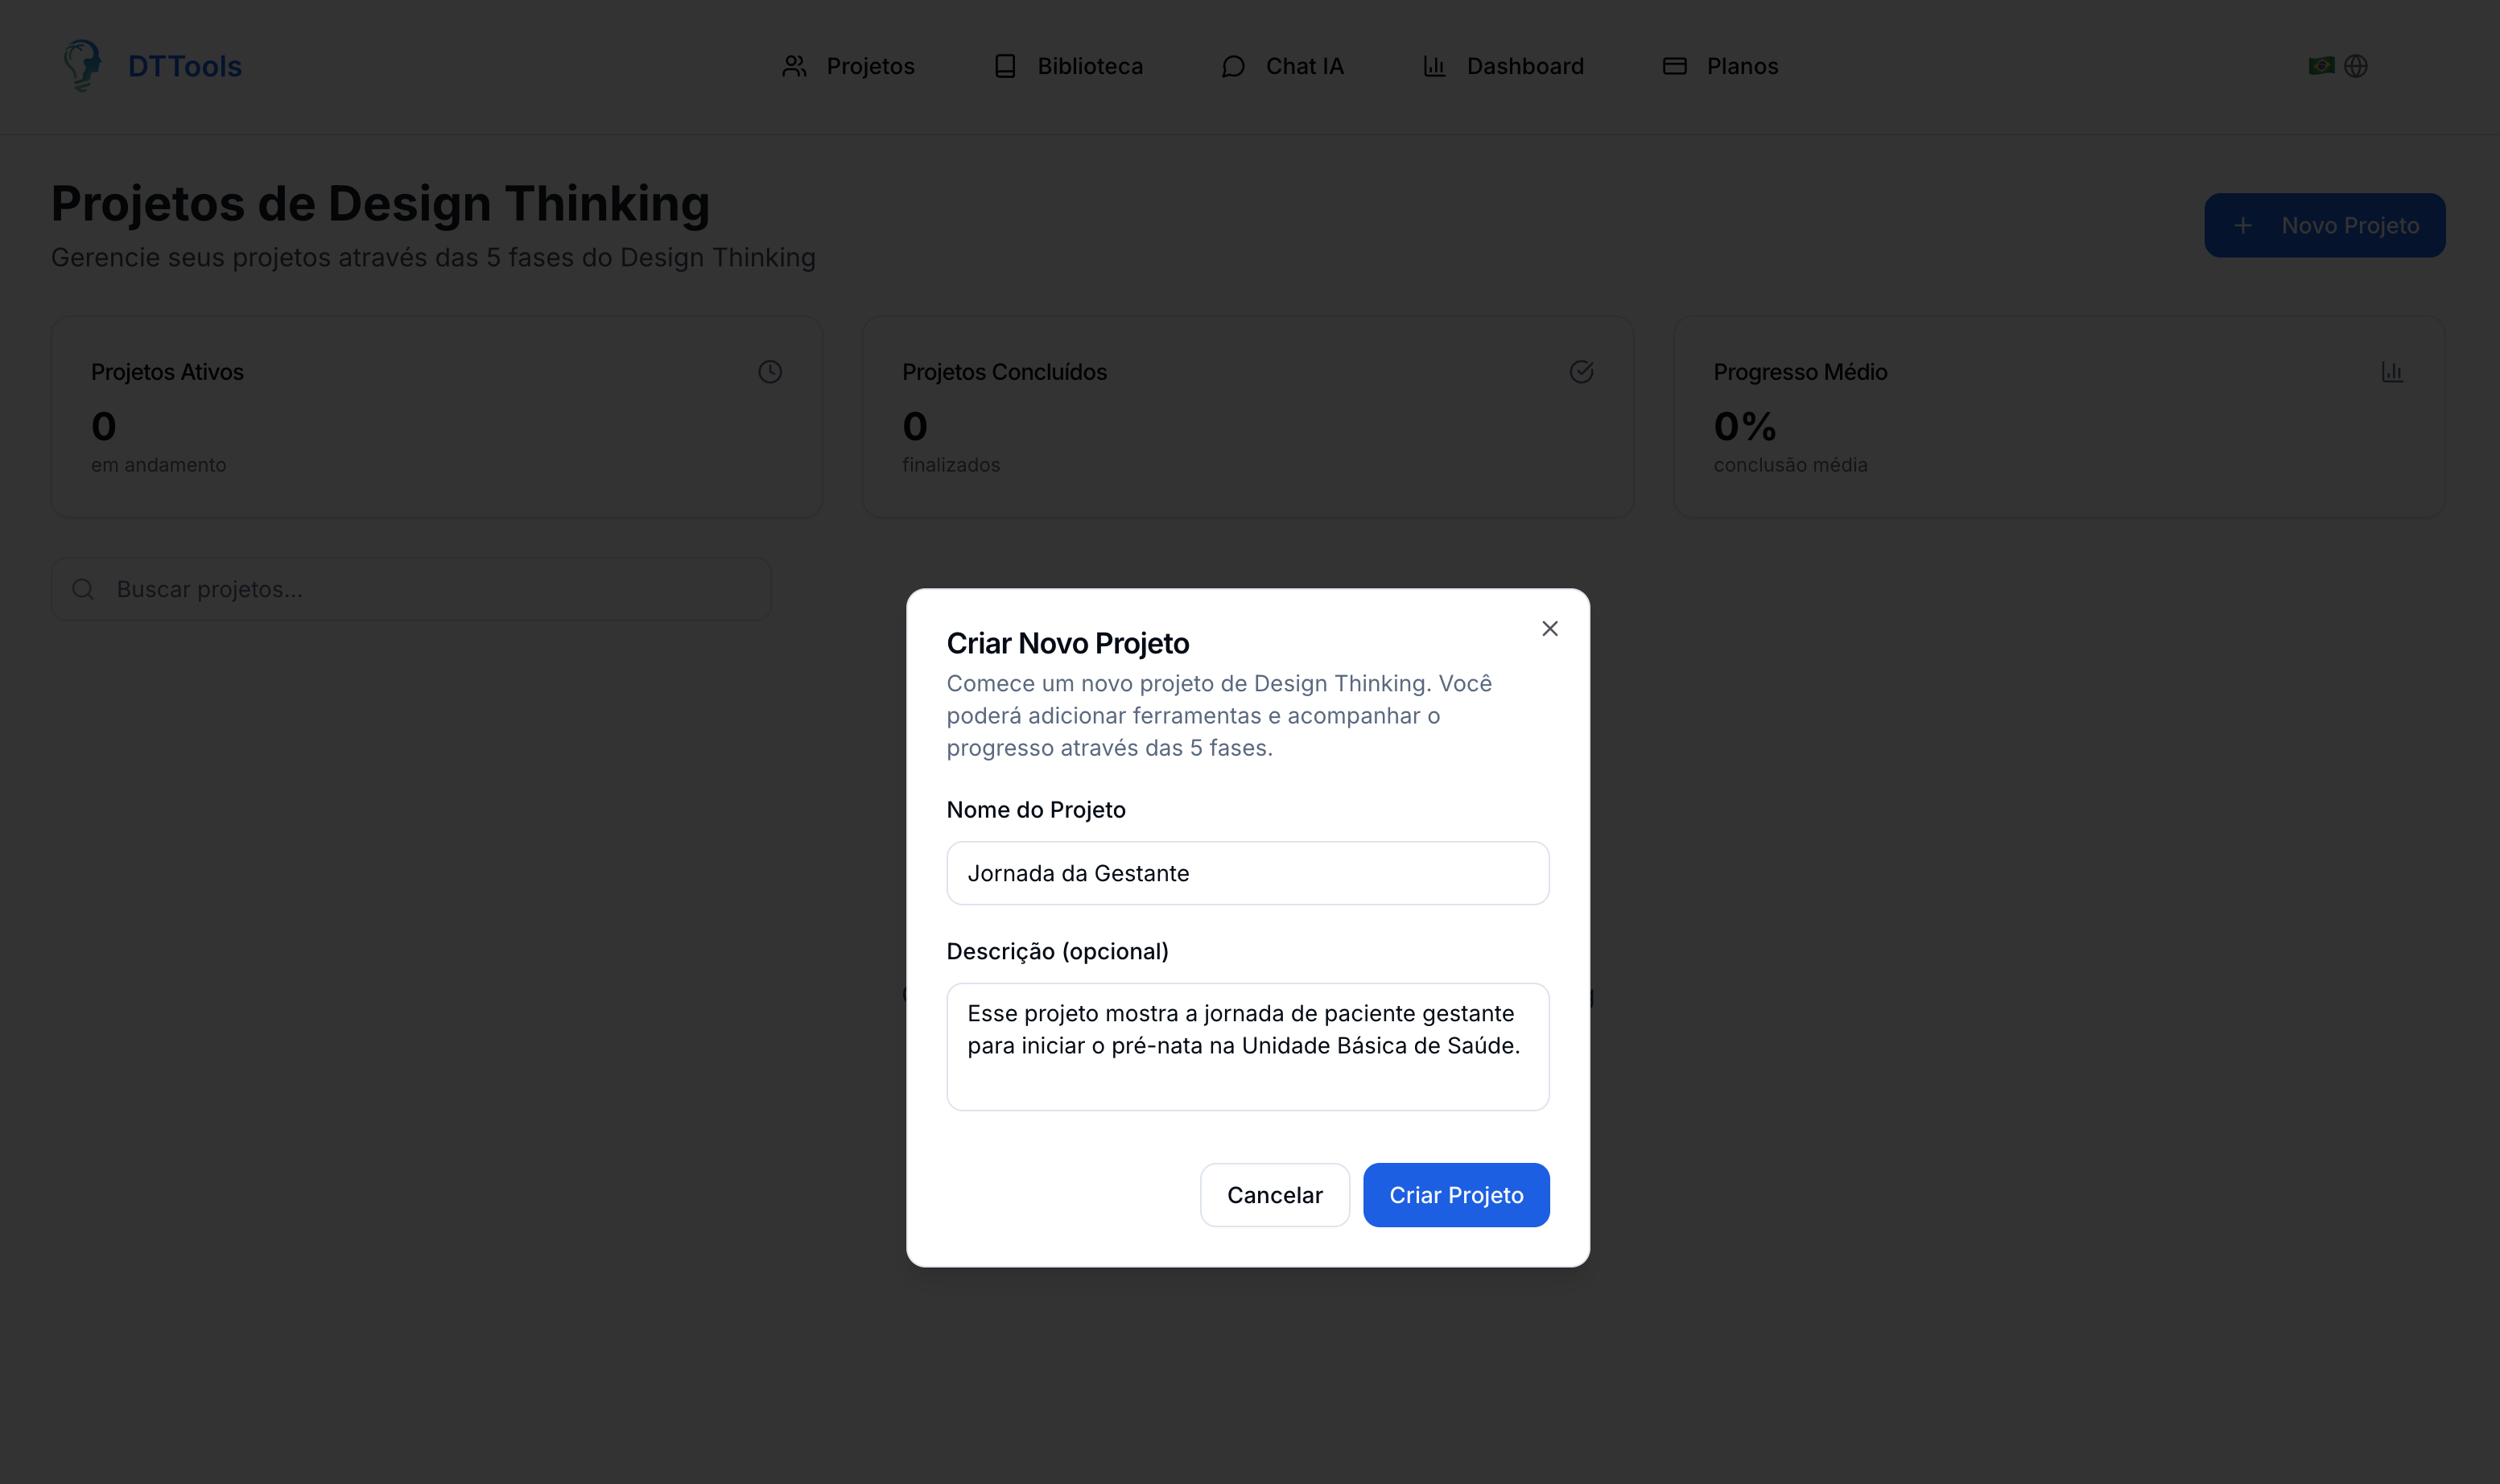 DTTools
Projetos
Biblioteca
Chat IA
Dashboard
Planos
Projetos de Design Thinking
Gerencie seus projetos através das 5 fases do Design Thinking
Novo Projeto
Projetos Ativos
0
em andamento
Projetos Concluídos
0
finalizados
Progresso Médio
0%
conclusão média
Buscar projetos...
Criar Novo Projeto
Comece um novo projeto de Design Thinking. Você
poderá adicionar ferramentas e acompanhar o
progresso através das 5 fases.
Nome do Projeto
Jornada da Gestante
Descrição (opcional)
Esse projeto mostra a jornada de paciente gestante
para iniciar o pré-nata na Unidade Básica de Saúde.
Cancelar
Criar Projeto